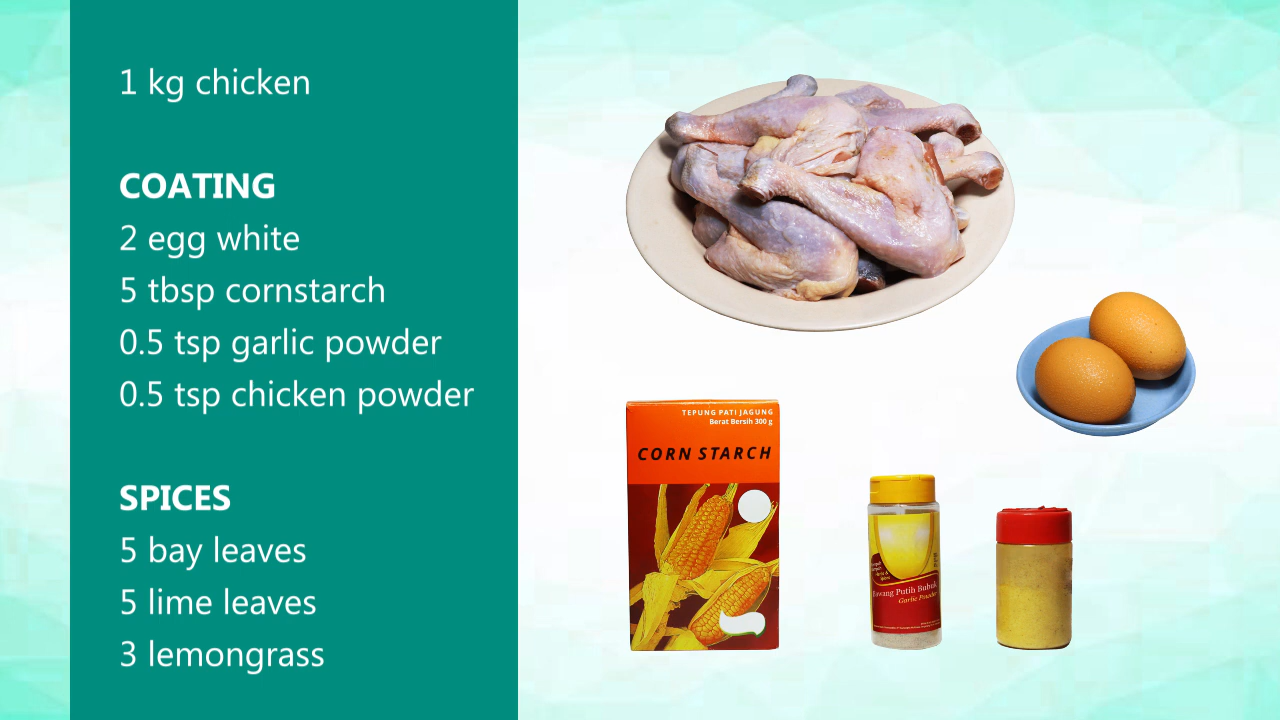 1 kg chicken
COATING
2 egg white
5 tbsp cornstarch
0.5 tsp garlic powder
0.5 tsp chicken powder
SPICES
5 bay leaves
5 lime leaves
3 lemongrass
TEPUNG PATI JAGUNG
Berat Bersih 300 g
CORN STARCH
Bawang Putih Bubuk
Garlic Powder